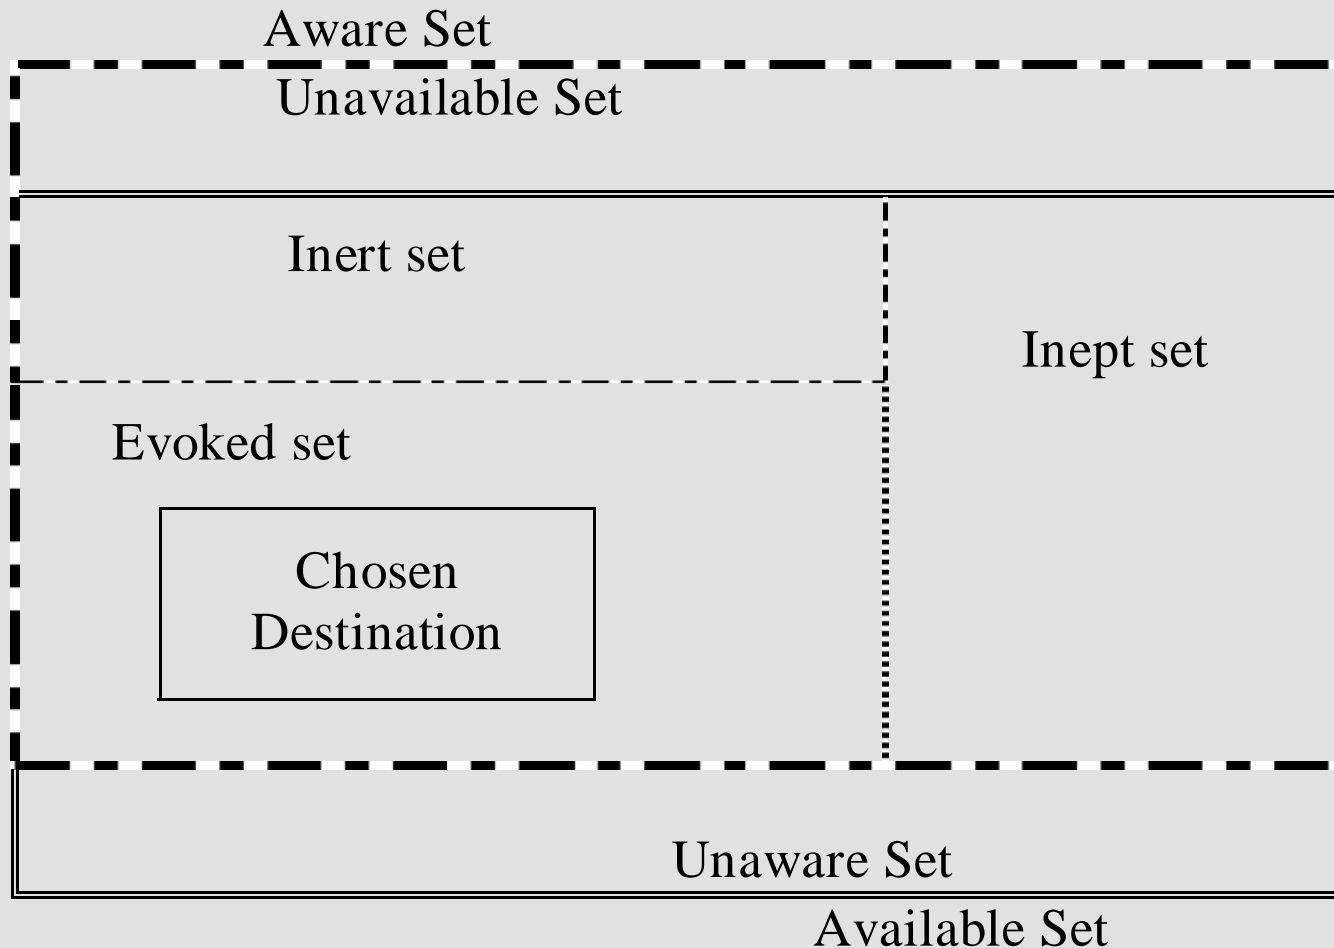 Aware Set
Unavailable Set
Inert set
Inept set
Evoked set
Chosen
Destination
Unaware Set
Available Set